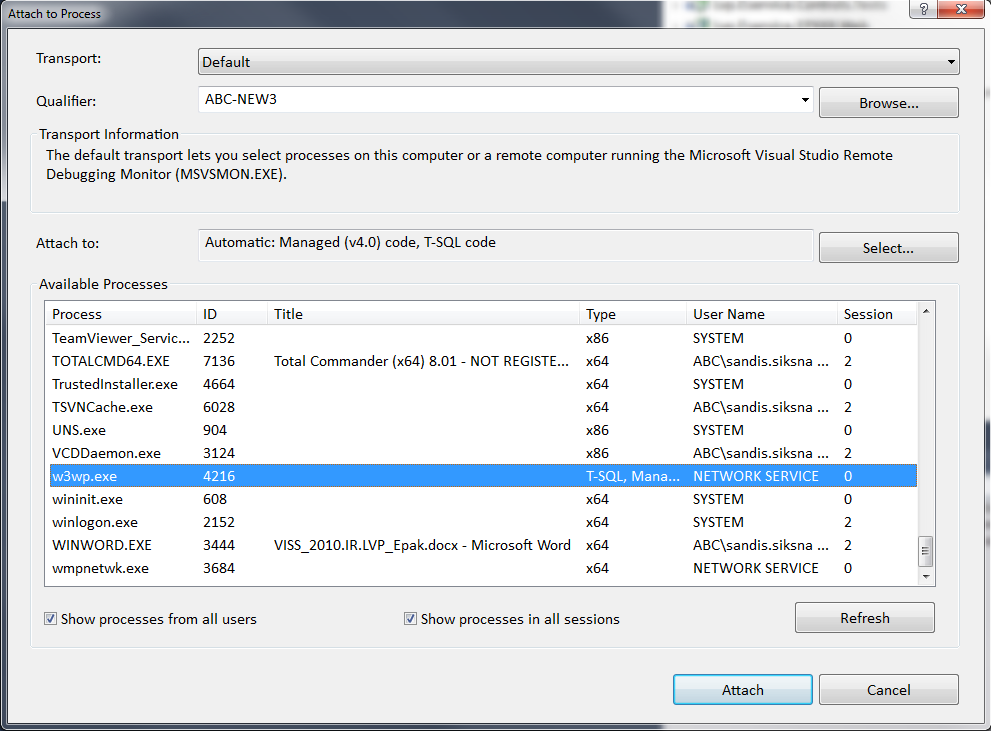 Attach to Process
Transport:
Default
Qualifier:
ABC-NEW3
Browse...
Transport Information
The default transport lets you select processes on this computer or a remote computer running the Microsoft Visual Studio Remote
Debugging Monitor (MSVSMON.EXE).
Attach to:
Automatic: Managed (v4.0) code, T-SQL code
Select...
Available Processes
Process ID Title Type User Name Session
TeamViewer_Servic... 2252 x86 SYSTEM 0
TOTALCMD64.EXE 7136 Total Commander (x64) 8.01 - NOT REGISTE... x64 ABC\sandis.siksna ... 2
TrustedInstaller.exe 4664 x64 SYSTEM 0
TSVNCache.exe 6028 x64 ABC\sandis.siksna ... 2
UNS.exe 904 x86 SYSTEM 0
VCDDaemon.exe 3124 x64 ABC\sandis.siksna ... 2
w3wp.exe 4216 T-SQL, Mana... NETWORK SERVICE 0
wininit.exe 608 x64 SYSTEM 0
winlogon.exe 2152 x64 SYSTEM 2
WINWORD.EXE 3444 VISS_2010.IR.LVP_Epak.docx - Microsoft Word x64 ABC\sandis.siksna ... 2
wmpnetwk.exe 3684 x64 NETWORK SERVICE 0
Show processes from all users
Show processes in all sessions
Refresh
Attach
Cancel